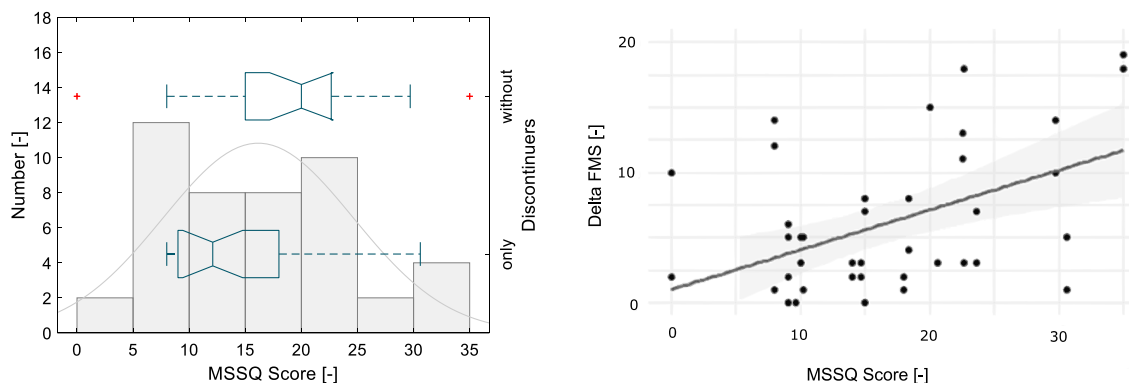 18
16
14
12
10
8
6
4
2
0
Number [-]
0 5 10 15 20 25 30 35
MSSQ Score [-]
without
only
Discontinuers
20
10
0
Delta FMS [-]
0 10 20 30
MSSQ Score [-]